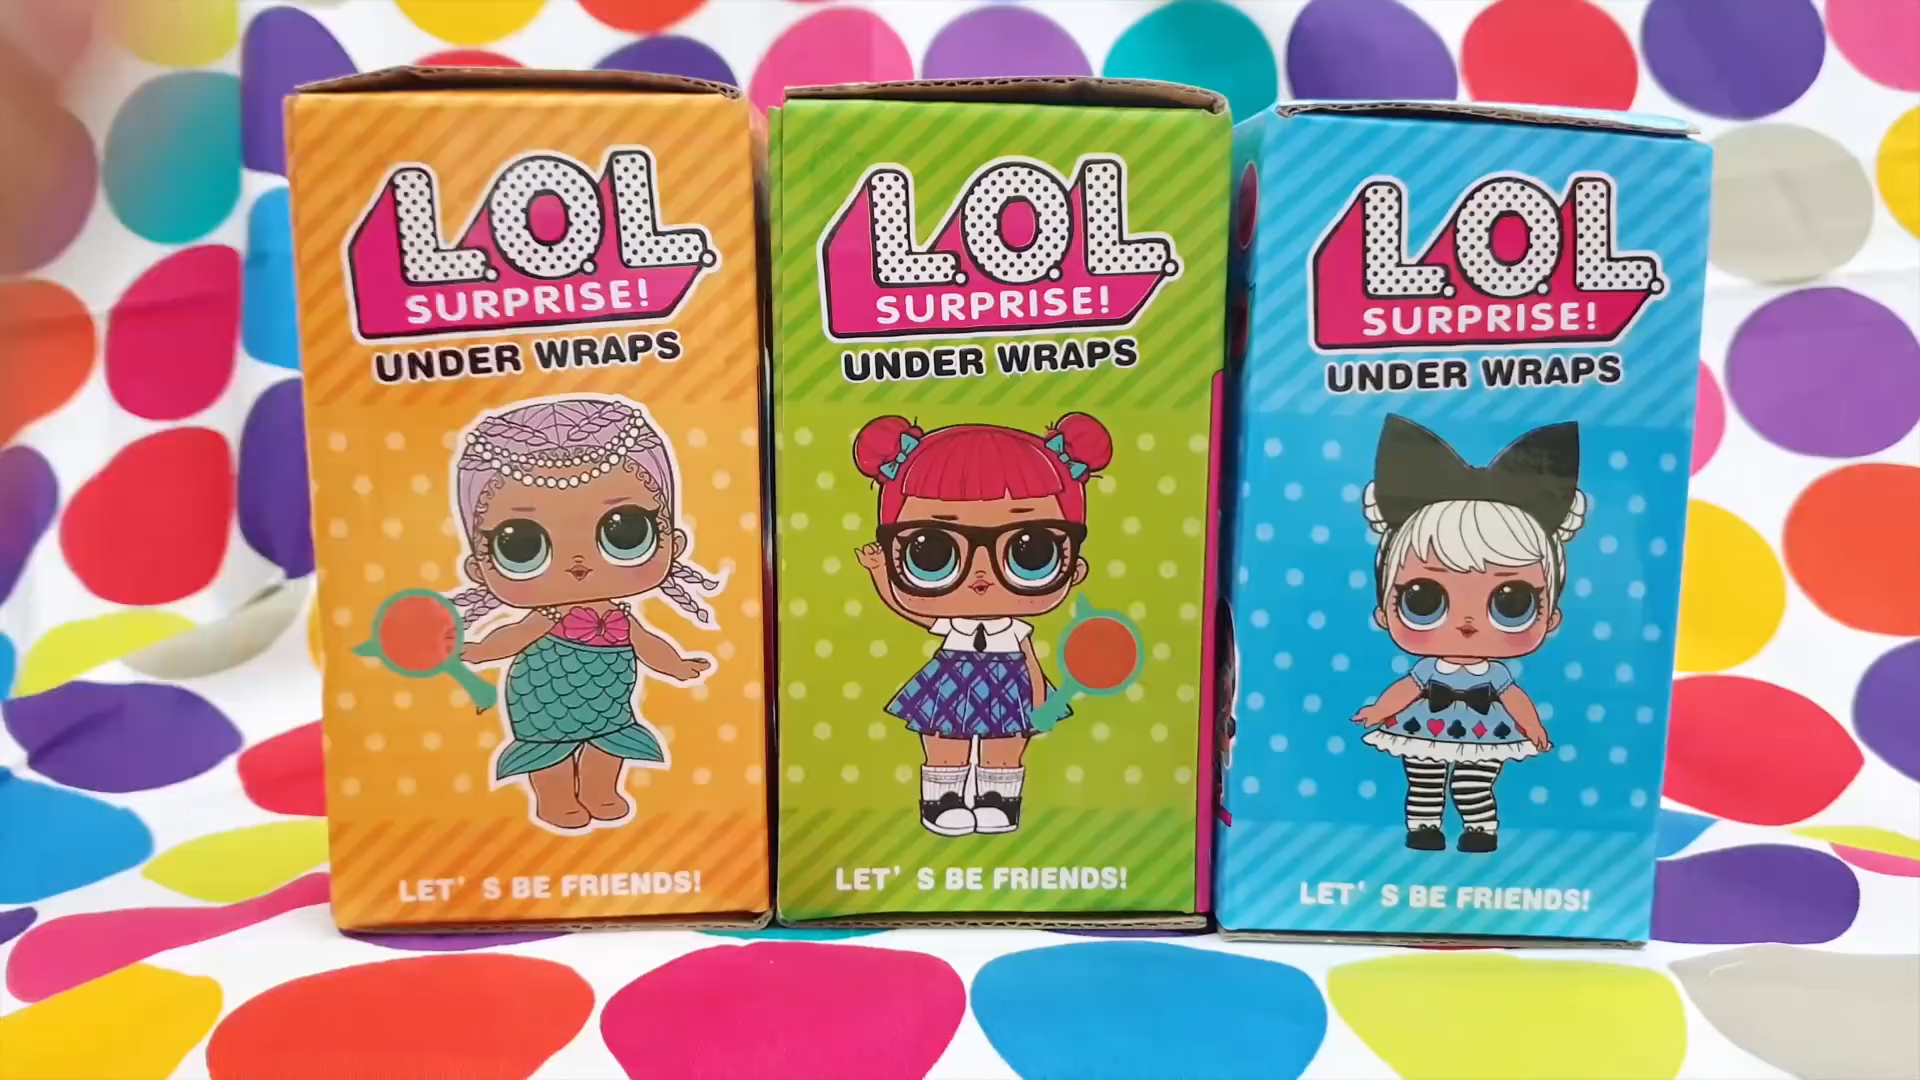 L.O.L.
SURPRISE!
UNDER WRAPS
LET' S BE FRIENDS!
L.O.L.
SURPRISE!
UNDER WRAPS
LET' S BE FRIENDS!
L.O.L.
SURPRISE!
UNDER WRAPS
LET' S BE FRIENDS!